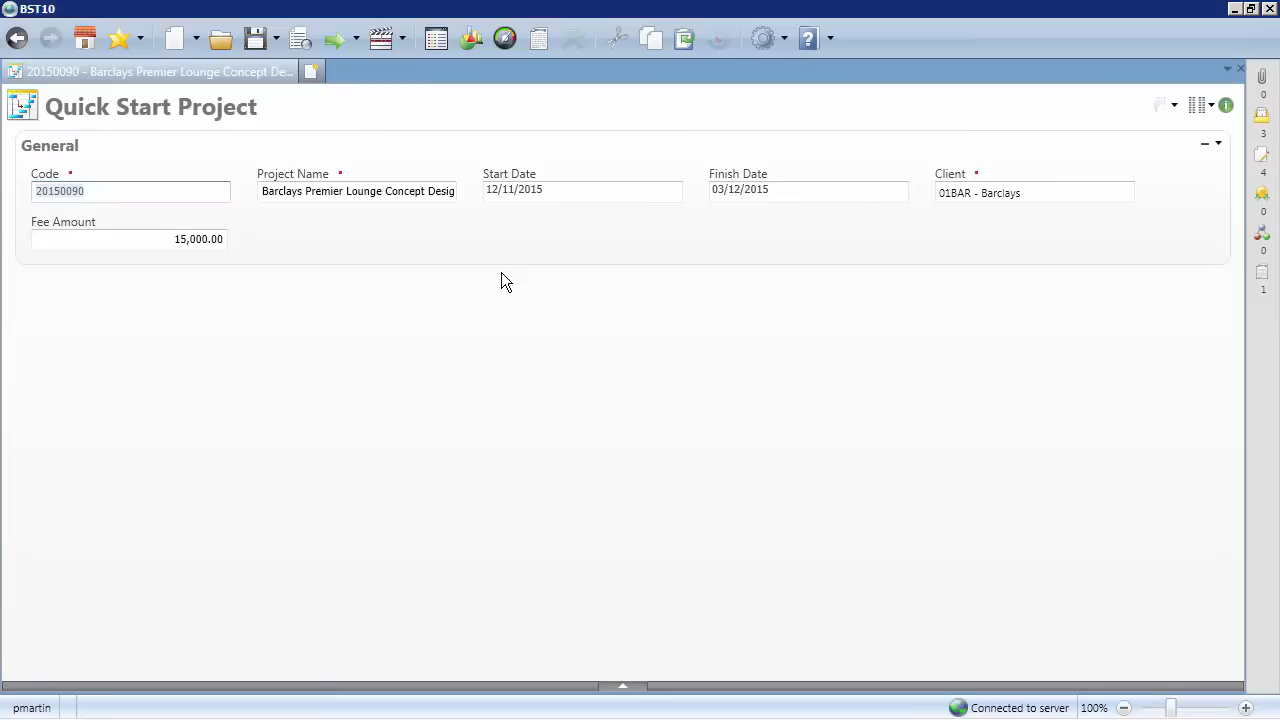 BST10
20150090 - Barclays Premier Lounge Concept De...
Quick Start Project
General
Code
Project Name
Start Date
Finish Date
Client
20150090
Barclays Premier Lounge Concept Desig
12/11/2015
03/12/2015
01BAR - Barclays
Fee Amount
15,000.00
0
3
4
0
0
1
pmartin
Connected to server
100%